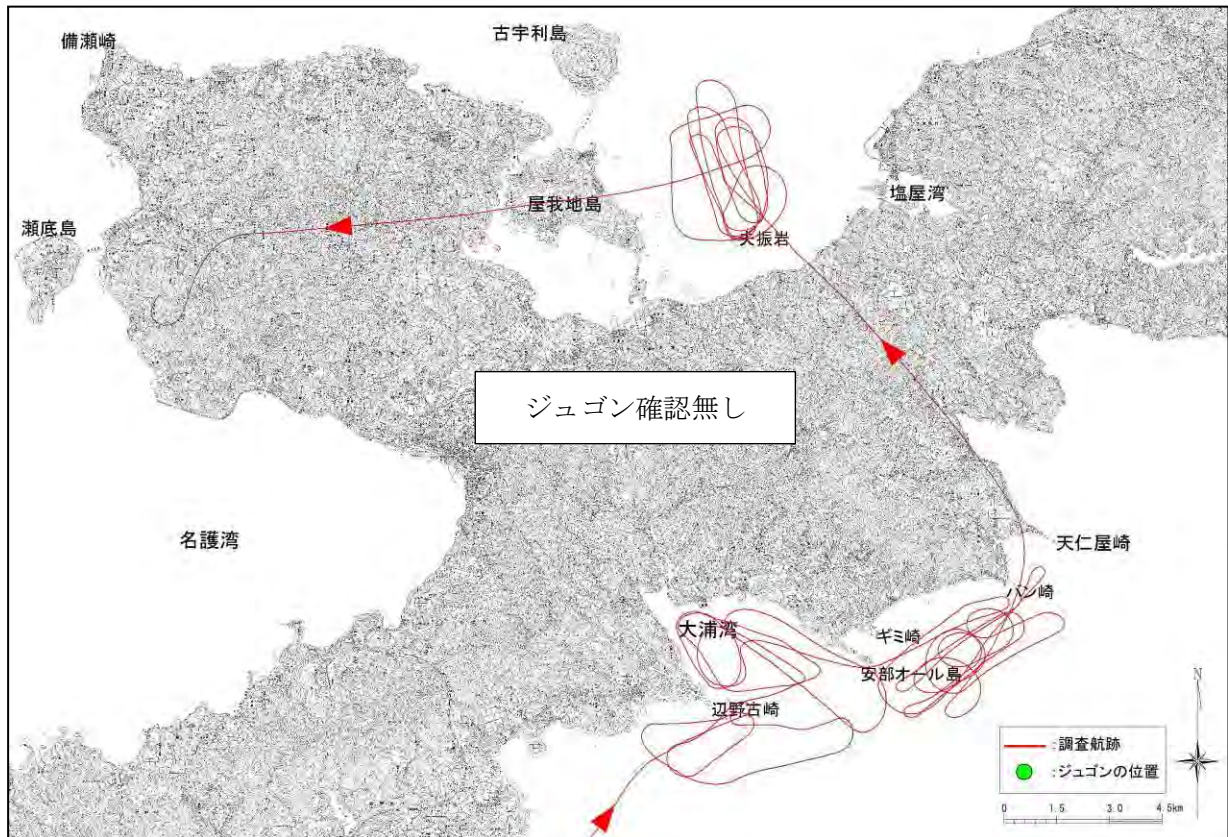 古宇利島
備瀬崎
塩屋湾
屋我地島
瀬底島
夫振岩
ジュゴン確認無し
名護湾
天仁屋崎
バン崎
大浦湾
ギミ崎
安部オール島
辺野古崎
N
:調査航跡
:ジュゴンの位置
0 1.5 3.0 4.5km